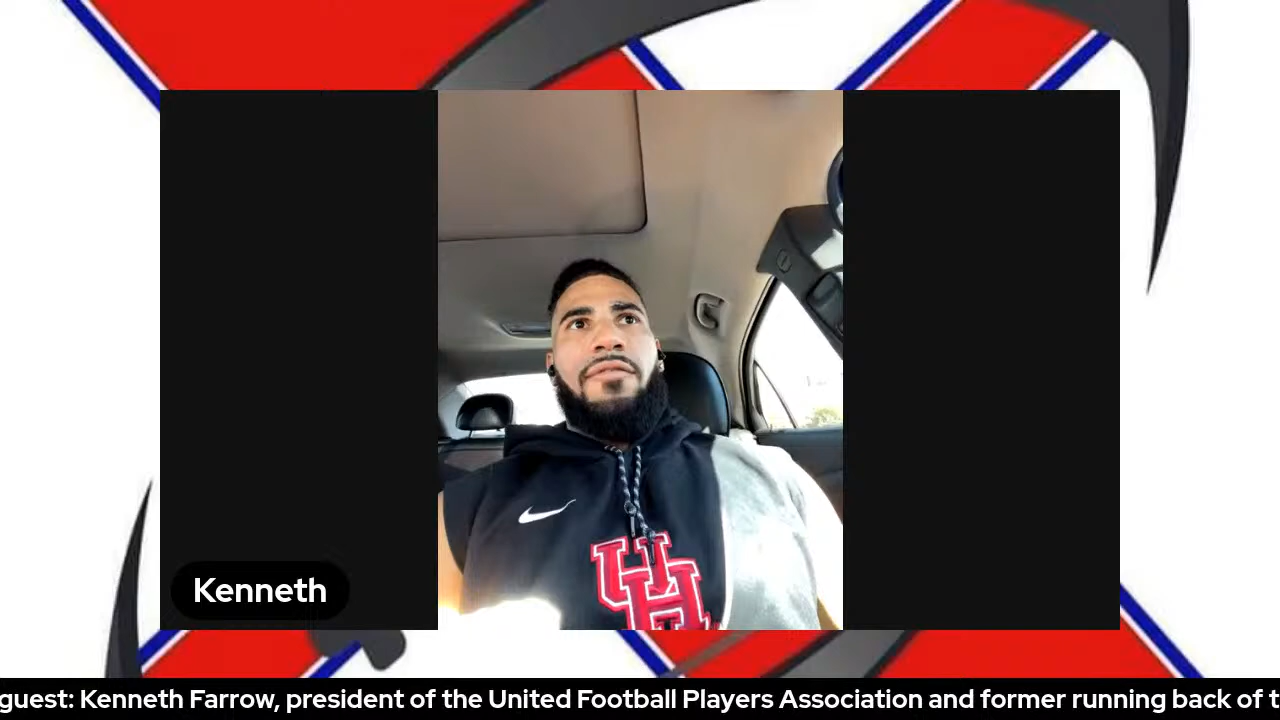 UH
Kenneth
guest: Kenneth Farrow, president of the United Football Players Association and former running back of t